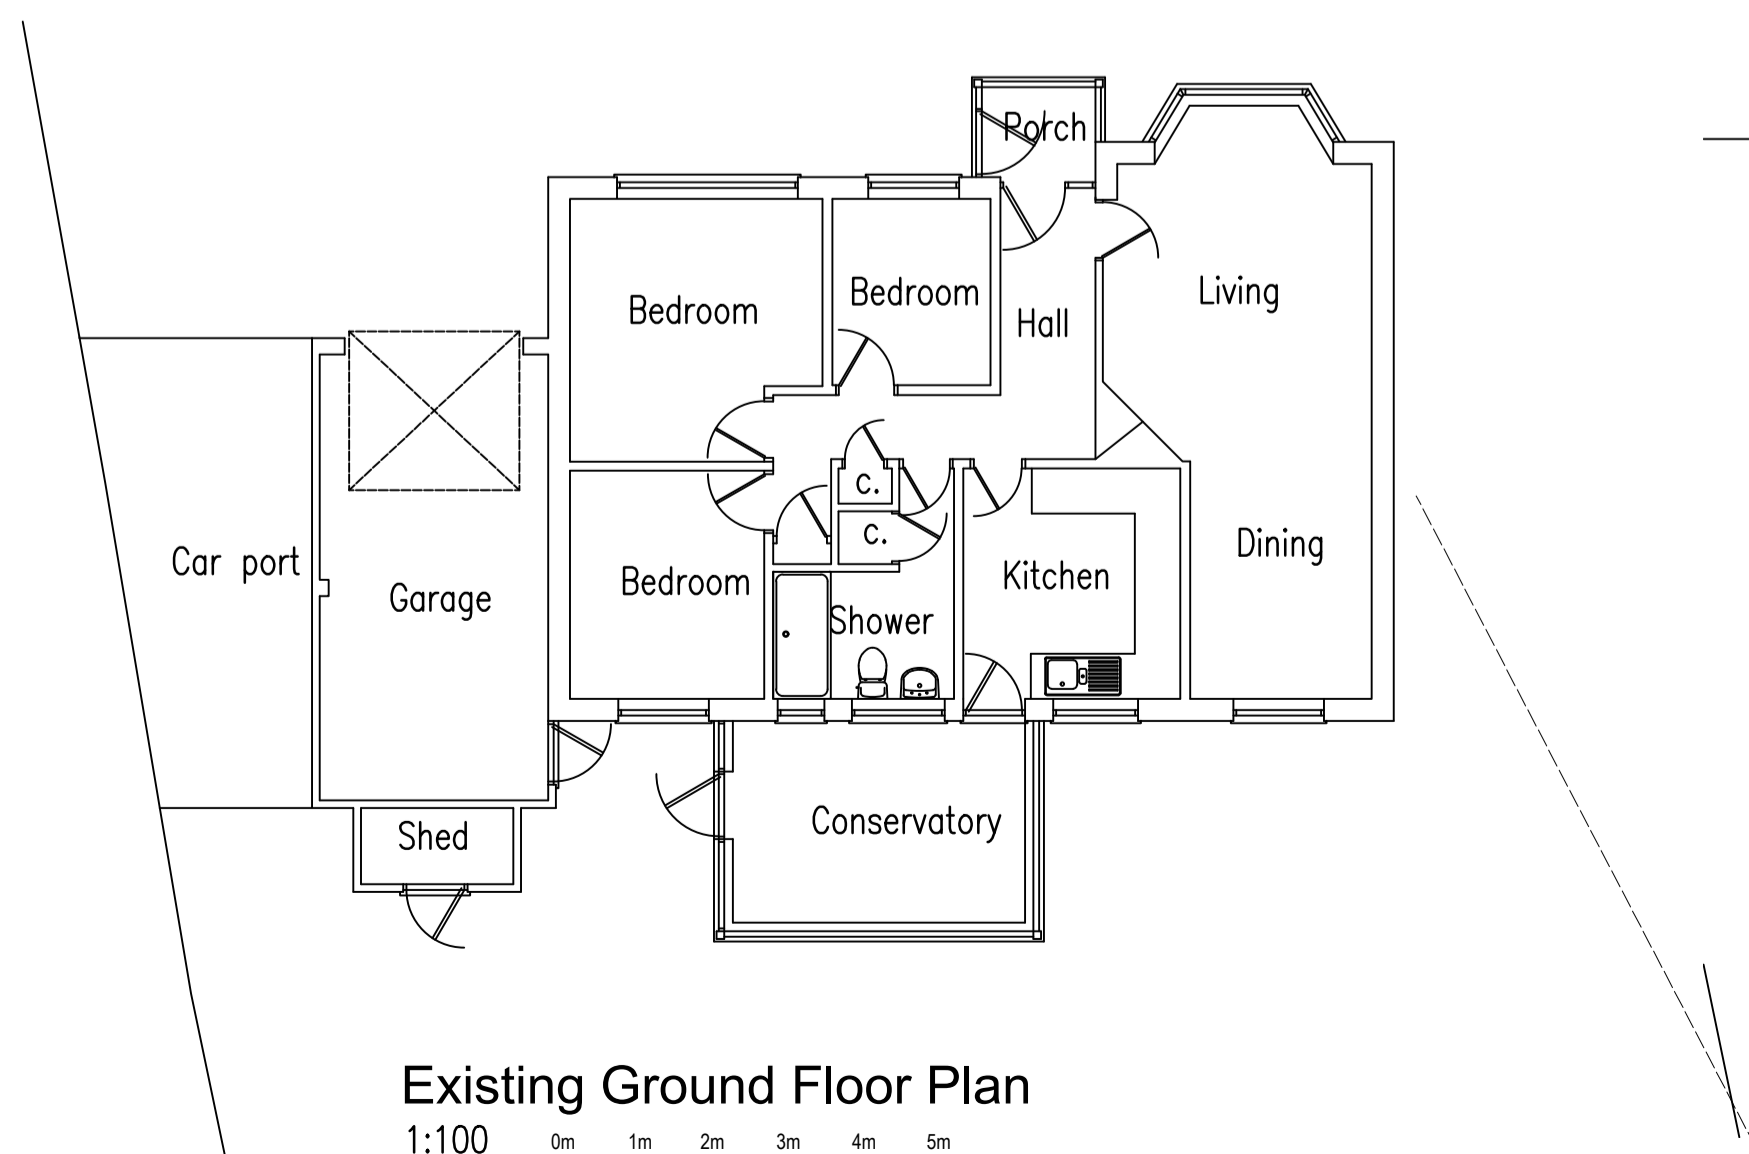 Porch
Bedroom
Bedroom
Living
Hall
c.
c.
Car port
Garage
Bedroom
Kitchen
Dining
Shower
Shed
Conservatory
Existing Ground Floor Plan
1:100 0m 1m 2m 3m 4m 5m